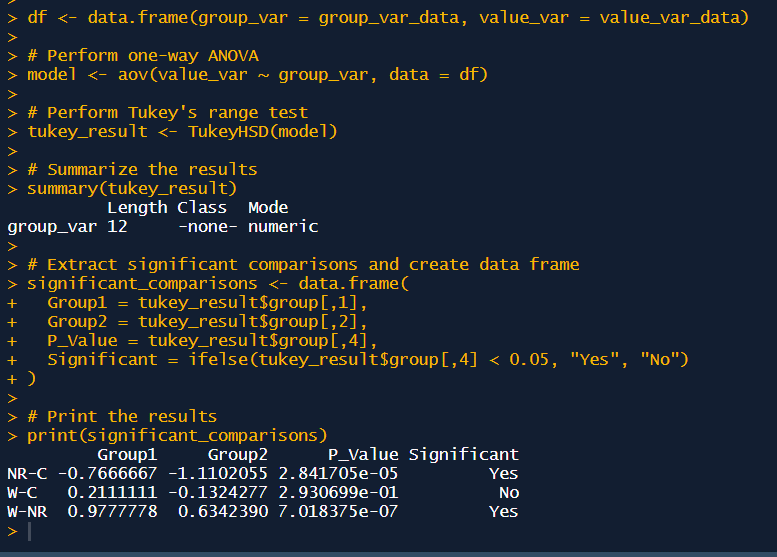 >
> df <- data.frame(group_var = group_var_data, value_var = value_var_data)
>
> # Perform one-way ANOVA
> model <- aov(value_var ~ group_var, data = df)
>
> # Perform Tukey's range test
> tukey_result <- TukeyHSD(model)
>
> # Summarize the results
> summary(tukey_result)
          Length Class  Mode
group_var 12     -none- numeric
>
> # Extract significant comparisons and create data frame
> significant_comparisons <- data.frame(
+   Group1 = tukey_result$group[,1],
+   Group2 = tukey_result$group[,2],
+   P_Value = tukey_result$group[,4],
+   Significant = ifelse(tukey_result$group[,4] < 0.05, "Yes", "No")
+ )
>
> # Print the results
> print(significant_comparisons)
         Group1     Group2      P_Value Significant
NR-C -0.7666667 -1.1102055 2.841705e-05         Yes
W-C   0.2111111 -0.1324277 2.930699e-01          No
W-NR  0.9777778  0.6342390 7.018375e-07         Yes
>